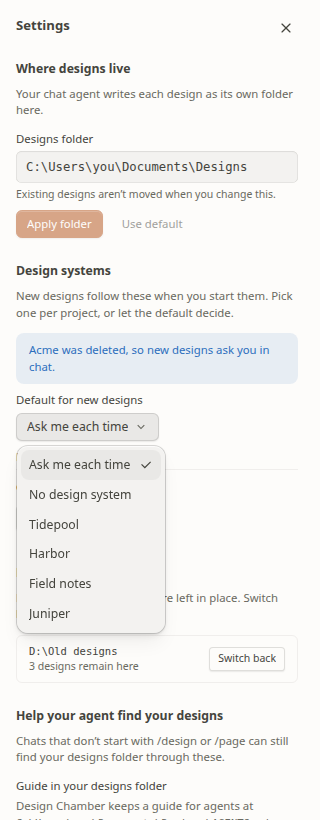 Settings
Where designs live
Your chat agent writes each design as its own folder
here.
Designs folder
C:\Users\you\Documents\Designs
Existing designs aren't moved when you change this.
Apply folder
Use default
Design systems
New designs follow these when you start them. Pick
one per project, or let the default decide.
Acme was deleted, so new designs ask you in
chat.
Default for new designs
Ask me each time
Ask me each time
No design system
Tidepool
Harbor
Field notes
Juniper
re left in place. Switch
D:\Old designs
3 designs remain here
Switch back
Help your agent find your designs
Chats that don't start with /design or /page can still
find your designs folder through these.
Guide in your designs folder
Design Chamber keeps a guide for agents at